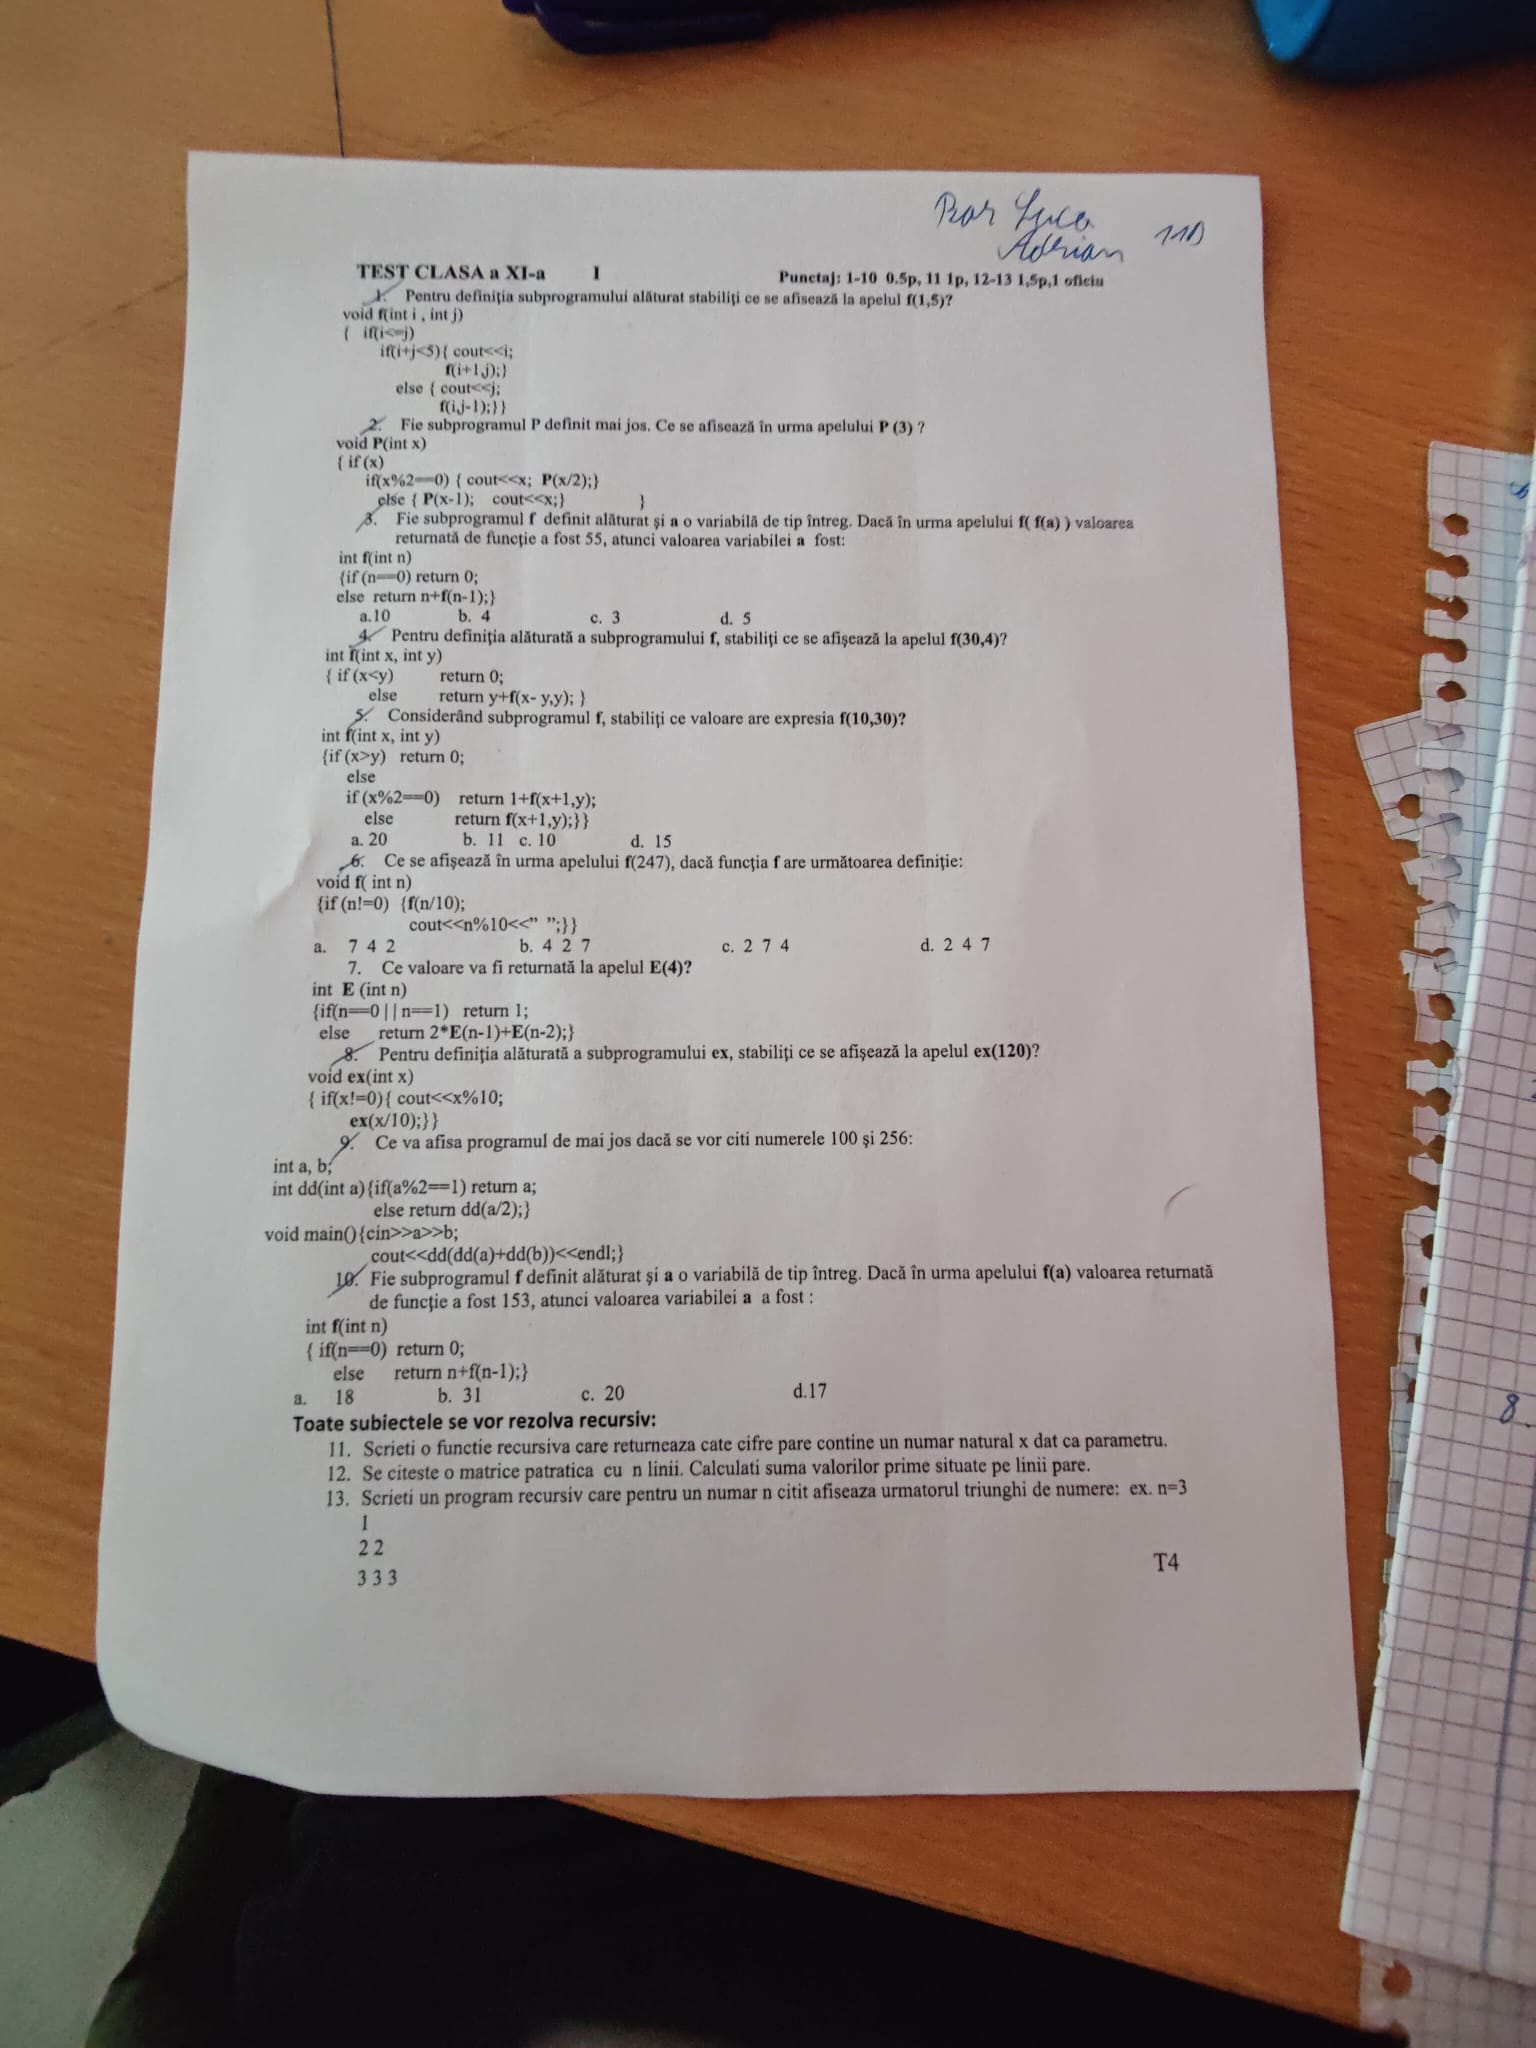 Luca
Adrian 11D
TEST CLASA a XI-a I
Punctaj: 1-10 0.5p, 11 1p, 12-13 1,5p,1 oficiu
1. Pentru definiția subprogramului alăturat stabiliți ce se afisează la apelul f(1,5)?
void f(int i , int j)
{ if(i<=j)
if(i+j<5){ cout<<i;
f(i+1,j);}
else { cout<<j;
f(i,j-1);}}
2. Fie subprogramul P definit mai jos. Ce se afisează în urma apelului P (3) ?
void P(int x)
{ if (x)
if(x%2==0) { cout<<x; P(x/2);}
else { P(x-1); cout<<x;} }
3. Fie subprogramul f definit alăturat şi a o variabilă de tip întreg. Dacă în urma apelului f( f(a) ) valoarea
returnată de funcţie a fost 55, atunci valoarea variabilei a fost:
int f(int n)
{if (n==0) return 0;
else return n+f(n-1);}
a.10 b. 4 c. 3 d. 5
4. Pentru definiţia alăturată a subprogramului f, stabiliţi ce se afişează la apelul f(30,4)?
int f(int x, int y)
{ if (x<y) return 0;
else return y+f(x- y,y); }
5. Considerând subprogramul f, stabiliţi ce valoare are expresia f(10,30)?
int f(int x, int y)
{if (x>y) return 0;
else
if (x%2==0) return 1+f(x+1,y);
else return f(x+1,y);}}
a. 20 b. 11 c. 10 d. 15
6. Ce se afişează în urma apelului f(247), dacă funcţia f are următoarea definiţie:
void f( int n)
{if (n!=0) {f(n/10);
cout<<n%10<<” ”;}}
a. 7 4 2 b. 4 2 7 c. 2 7 4 d. 2 4 7
7. Ce valoare va fi returnată la apelul E(4)?
int E (int n)
{if(n==0 || n==1) return 1;
else return 2*E(n-1)+E(n-2);}
8. Pentru definiţia alăturată a subprogramului ex, stabiliţi ce se afişează la apelul ex(120)?
void ex(int x)
{ if(x!=0){ cout<<x%10;
ex(x/10);}}
9. Ce va afisa programul de mai jos dacă se vor citi numerele 100 şi 256:
int a, b;
int dd(int a){if(a%2==1) return a;
else return dd(a/2);}
void main(){cin>>a>>b;
cout<<dd(dd(a)+dd(b))<<endl;}
10. Fie subprogramul f definit alăturat şi a o variabilă de tip întreg. Dacă în urma apelului f(a) valoarea returnată
de funcţie a fost 153, atunci valoarea variabilei a a fost :
int f(int n)
{ if(n==0) return 0;
else return n+f(n-1);}
a. 18 b. 31 c. 20 d.17
Toate subiectele se vor rezolva recursiv:
11. Scrieti o functie recursiva care returneaza cate cifre pare contine un numar natural x dat ca parametru.
12. Se citeste o matrice patratica cu n linii. Calculati suma valorilor prime situate pe linii pare.
13. Scrieti un program recursiv care pentru un numar n citit afiseaza urmatorul triunghi de numere: ex. n=3
1
2 2
3 3 3
T4
8